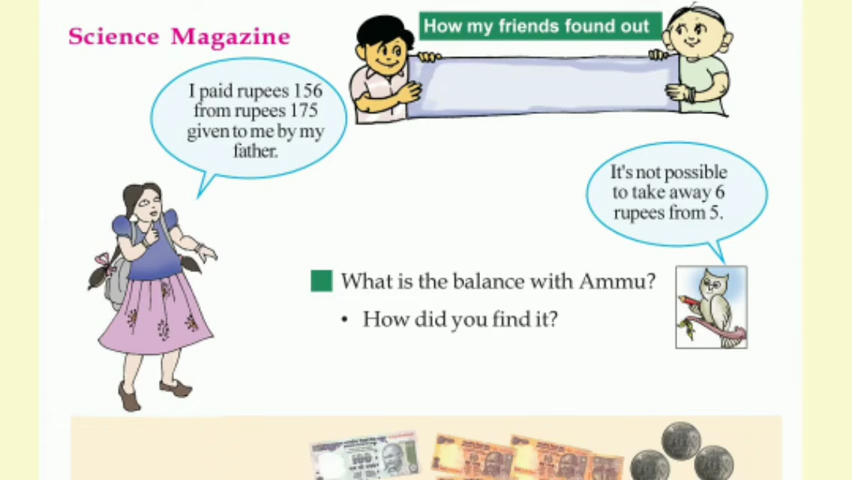 Science Magazine
How my friends found out
I paid rupees 156
from rupees 175
given to me by my
father.
It's not possible
to take away 6
rupees from 5.
What is the balance with Ammu?
• How did you find it?
100